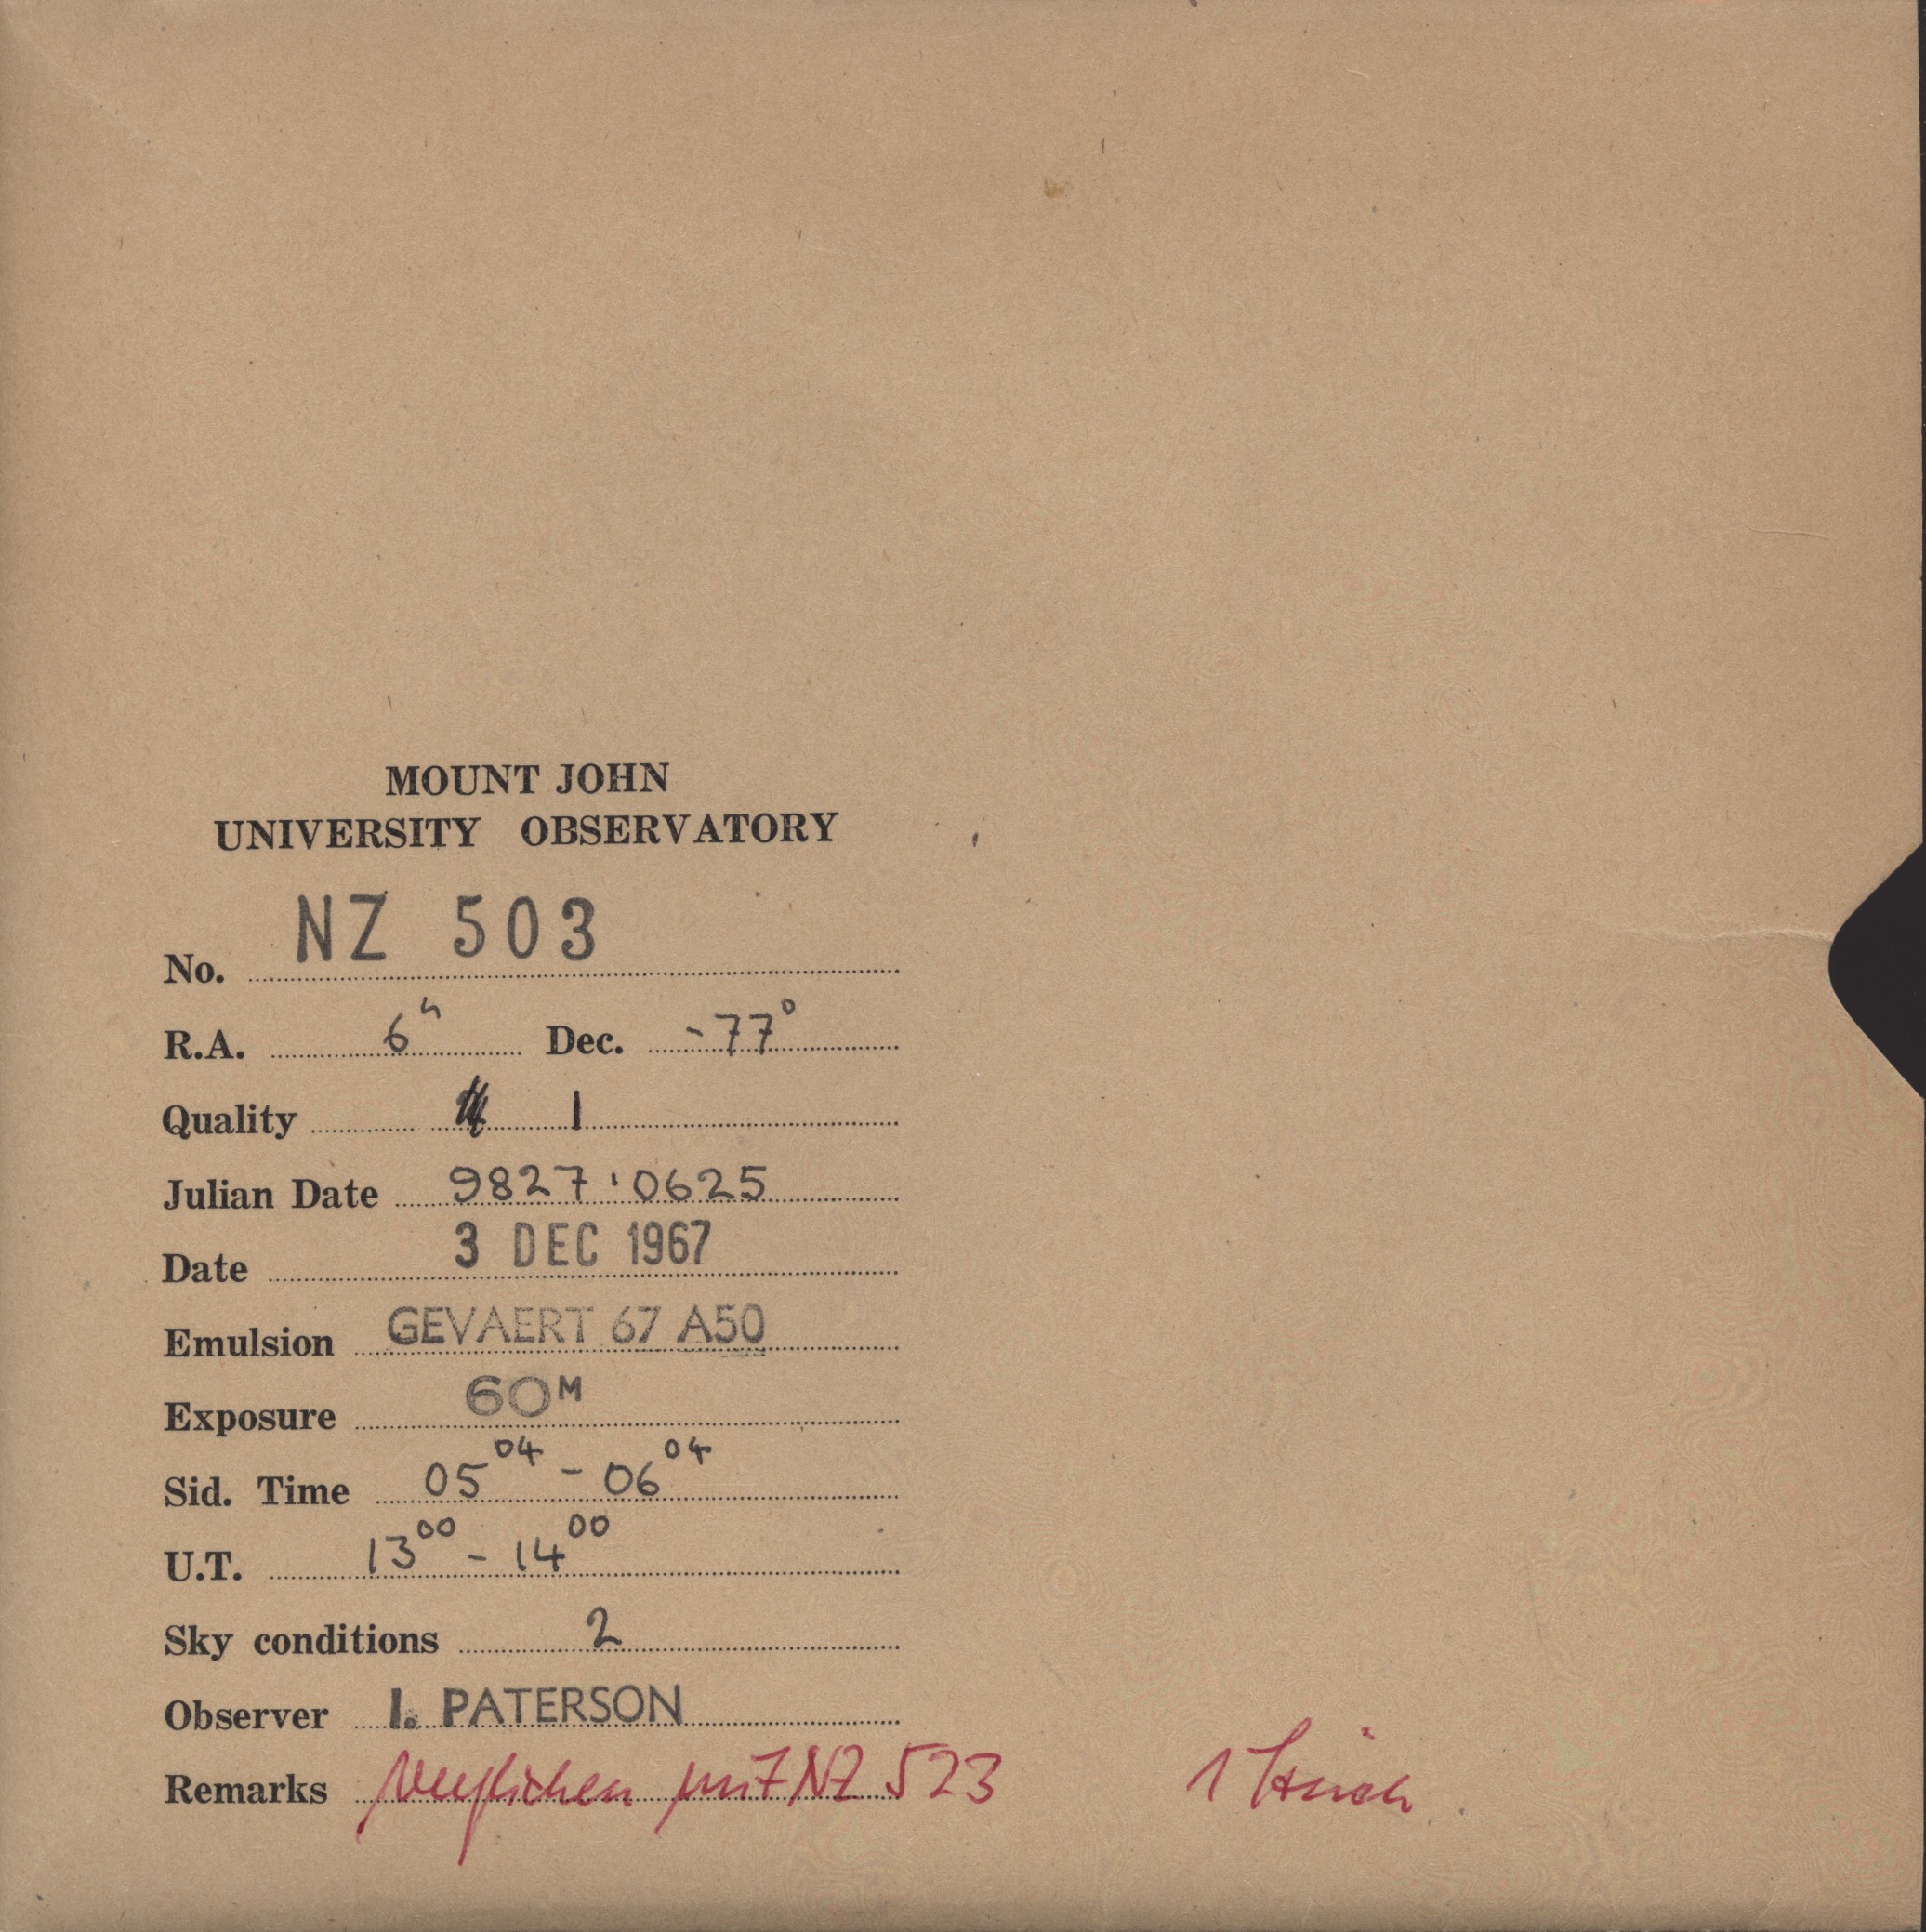 MOUNT JOHN
UNIVERSITY OBSERVATORY
No. NZ 503
R.A. 6h Dec. -77°
Quality 1
Julian Date 9827.0625
Date 3 DEC 1967
Emulsion GEVAERT 67 A50
Exposure 60M
Sid. Time 05 04 - 06 04
U.T. 13 00 - 14 00
Sky conditions 2
Observer I. PATERSON
Remarks verglichen mit NZ 523 1